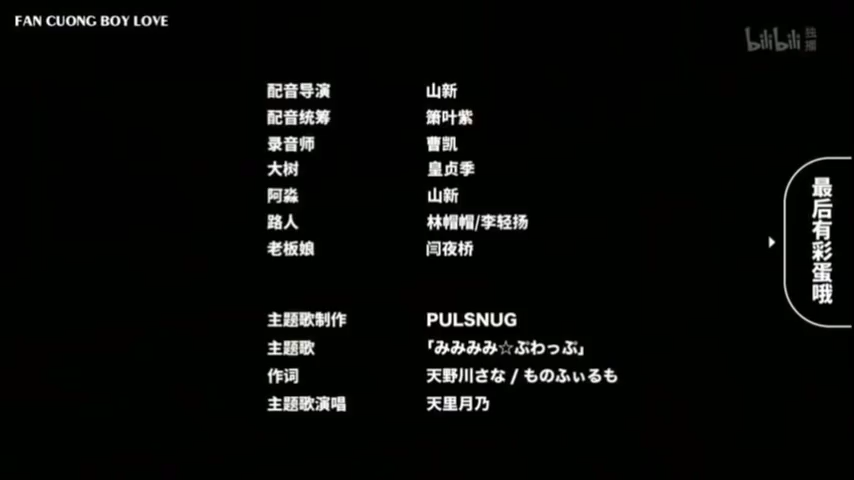 FAN CUONG BOY LOVE
bilibili 独播
配音导演 山新
配音统筹 箫叶紫
录音师 曹凯
大树 皇贞季
阿淼 山新
路人 林帽帽/李轻扬
老板娘 闫夜桥
最后有彩蛋哦
主题歌制作 PULSNUG
主题歌 「みみみみ☆ぷわっぷ」
作词 天野川さな / ものふぃるも
主题歌演唱 天里月乃